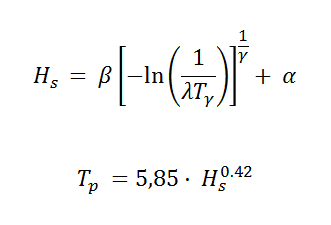 H_s = β [−ln(1/(λT_γ))]^(1/γ) + α
T_p = 5,85 · H_s^0.42